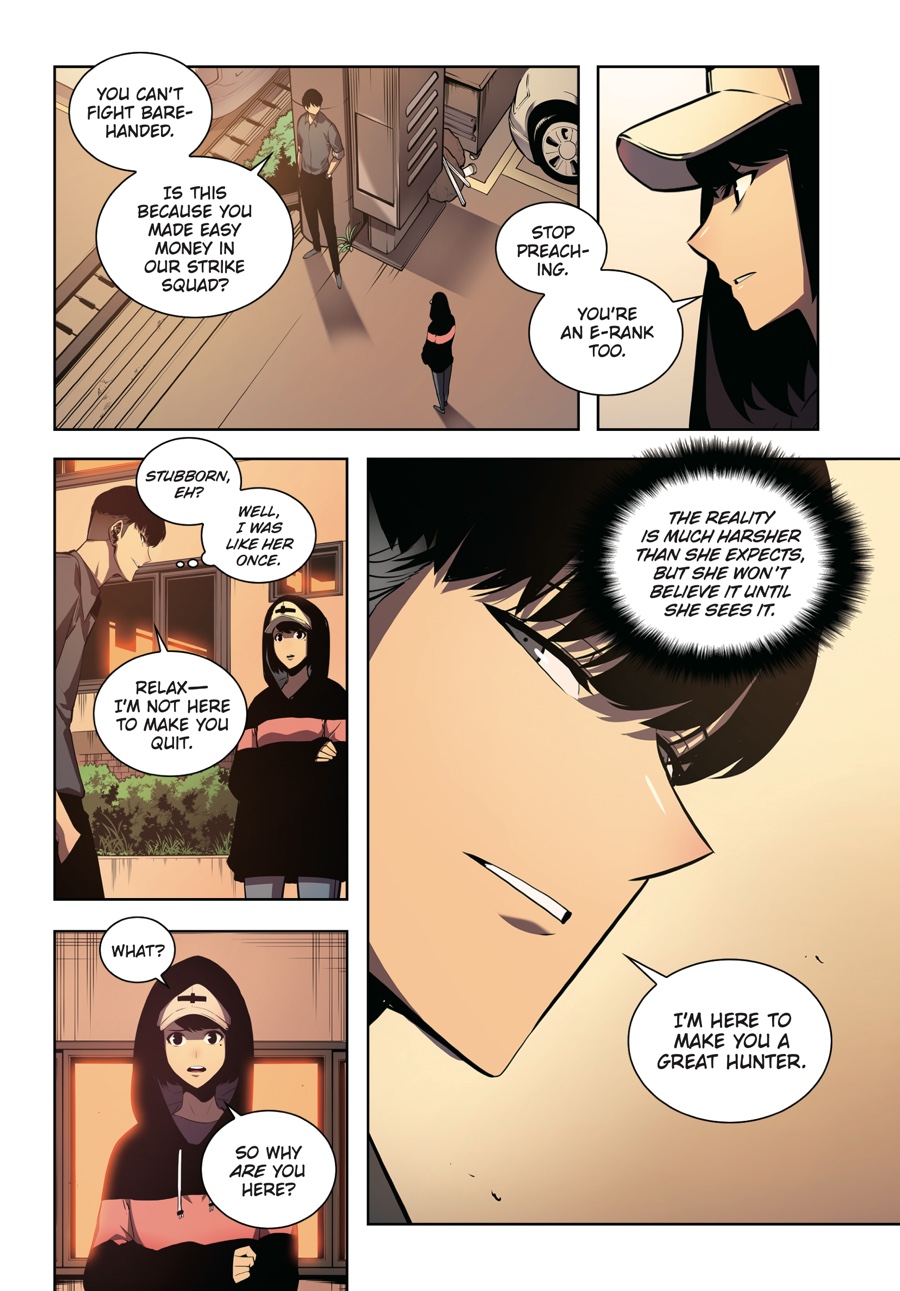 YOU CAN'T
FIGHT BARE-
HANDED.
IS THIS
BECAUSE YOU
MADE EASY
MONEY IN
OUR STRIKE
SQUAD?
STOP
PREACH-
ING.
YOU'RE
AN E-RANK
TOO.
STUBBORN,
EH?
WELL,
I WAS
LIKE HER
ONCE.
RELAX—
I'M NOT HERE
TO MAKE YOU
QUIT.
WHAT?
SO WHY
ARE YOU
HERE?
THE REALITY
IS MUCH HARSHER
THAN SHE EXPECTS,
BUT SHE WON'T
BELIEVE IT UNTIL
SHE SEES IT.
I'M HERE TO
MAKE YOU A
GREAT HUNTER.